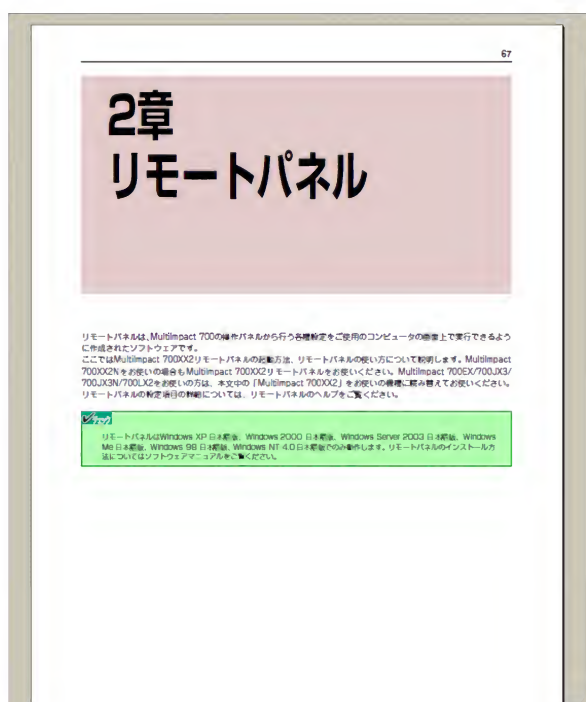 67
2章
リモートパネル
リモートパネルは、MultiImpact 700の操作パネルから行う各種設定をご使用のコンピュータの画面上で実行できるよう
に作成されたソフトウェアです。
ここではMultiImpact 700XX2リモートパネルの起動方法、リモートパネルの使い方について説明します。MultiImpact
700XX2Nをお使いの場合もMultiImpact 700XX2リモートパネルをお使いください。MultiImpact 700EX/700JX3/
700JX3N/700LX2をお使いの方は、本文中の「MultiImpact 700XX2」をお使いの機種に読み替えてお使いください。
リモートパネルの設定項目の詳細については、リモートパネルのヘルプをご覧ください。
チェック
リモートパネルはWindows XP 日本語版、Windows 2000 日本語版、Windows Server 2003 日本語版、Windows
Me 日本語版、Windows 98 日本語版、Windows NT 4.0 日本語版でのみ動作します。リモートパネルのインストール方
法についてはソフトウェアマニュアルをご覧ください。